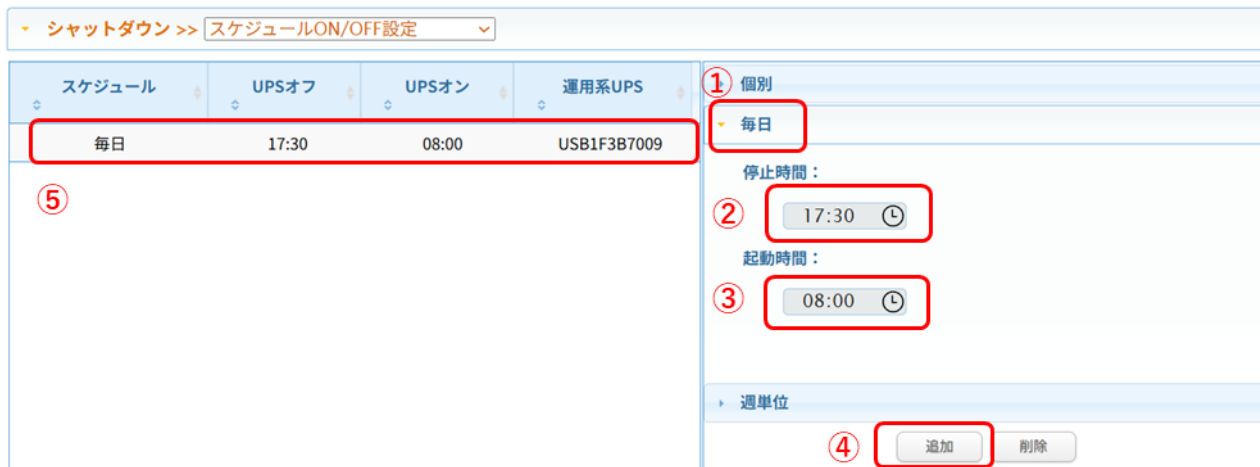 シャットダウン >> スケジュールON/OFF設定
スケジュール UPSオフ UPSオン 運用系UPS
毎日 17:30 08:00 USB1F3B7009
⑤
① 個別
毎日
停止時間：
② 17:30
起動時間：
③ 08:00
週単位
④ 追加 削除